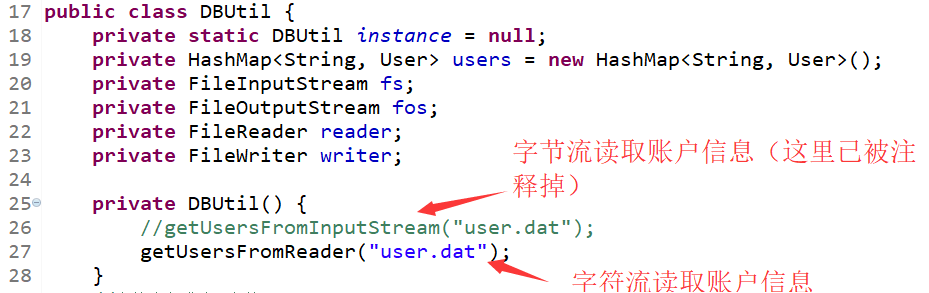 17 public class DBUtil {
18 private static DBUtil instance = null;
19 private HashMap<String, User> users = new HashMap<String, User>();
20 private FileInputStream fs;
21 private FileOutputStream fos;
22 private FileReader reader;
23 private FileWriter writer;
字节流读取账户信息（这里已被注
释掉）
24
25 private DBUtil() {
26 //getUsersFromInputStream("user.dat");
27 getUsersFromReader("user.dat");
字符流读取账户信息
28 }